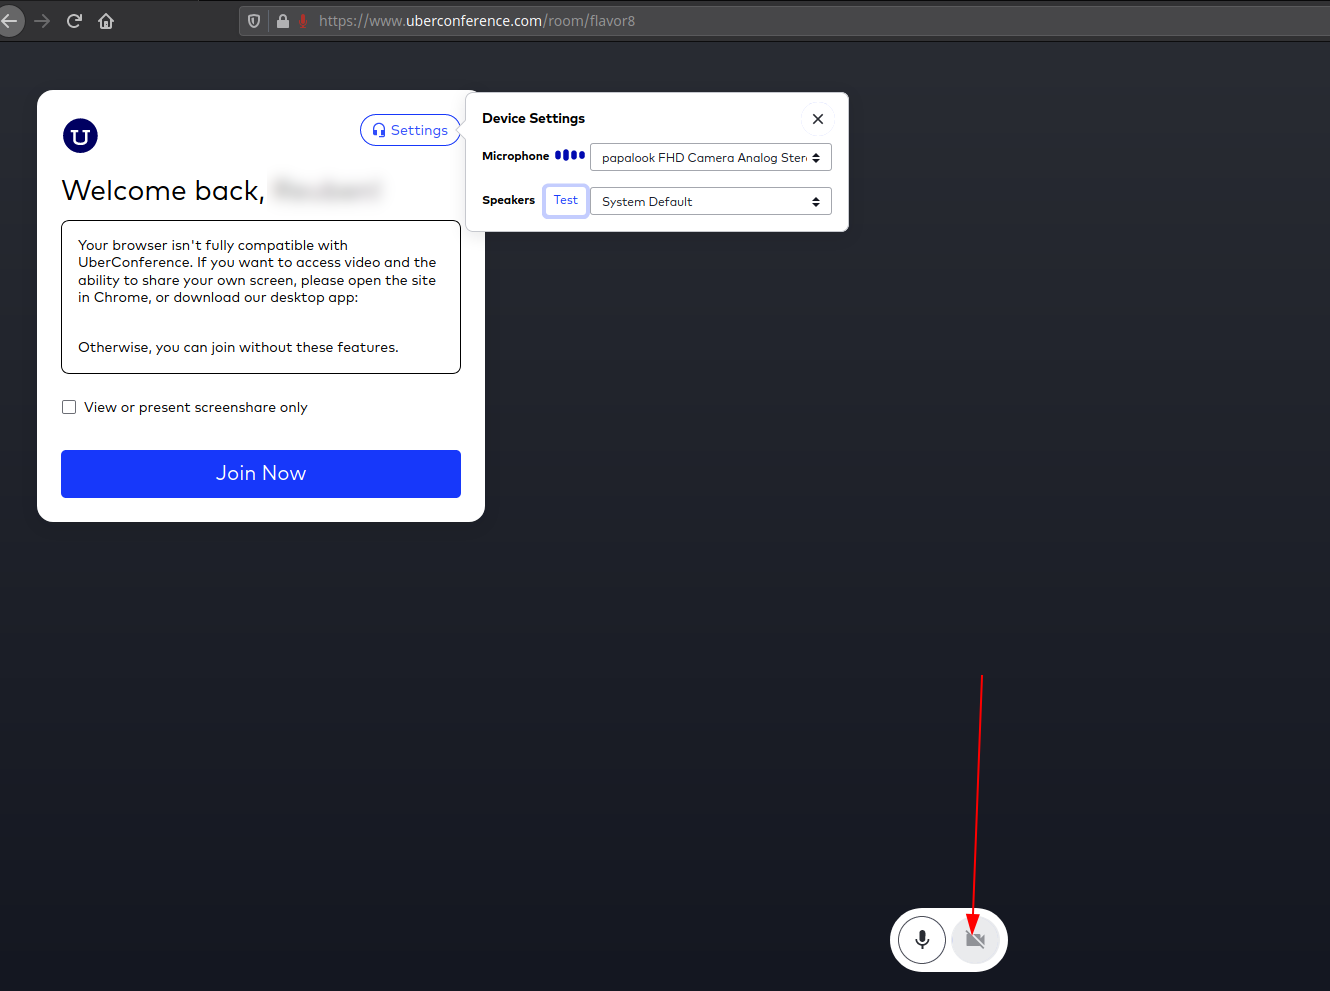 https://www.uberconference.com/room/flavor8
U
Settings
Welcome back,
Your browser isn't fully compatible with
UberConference. If you want to access video and the
ability to share your own screen, please open the site
in Chrome, or download our desktop app:
Otherwise, you can join without these features.
View or present screenshare only
Join Now
Device Settings
Microphone papalook FHD Camera Analog Ster
Speakers Test System Default